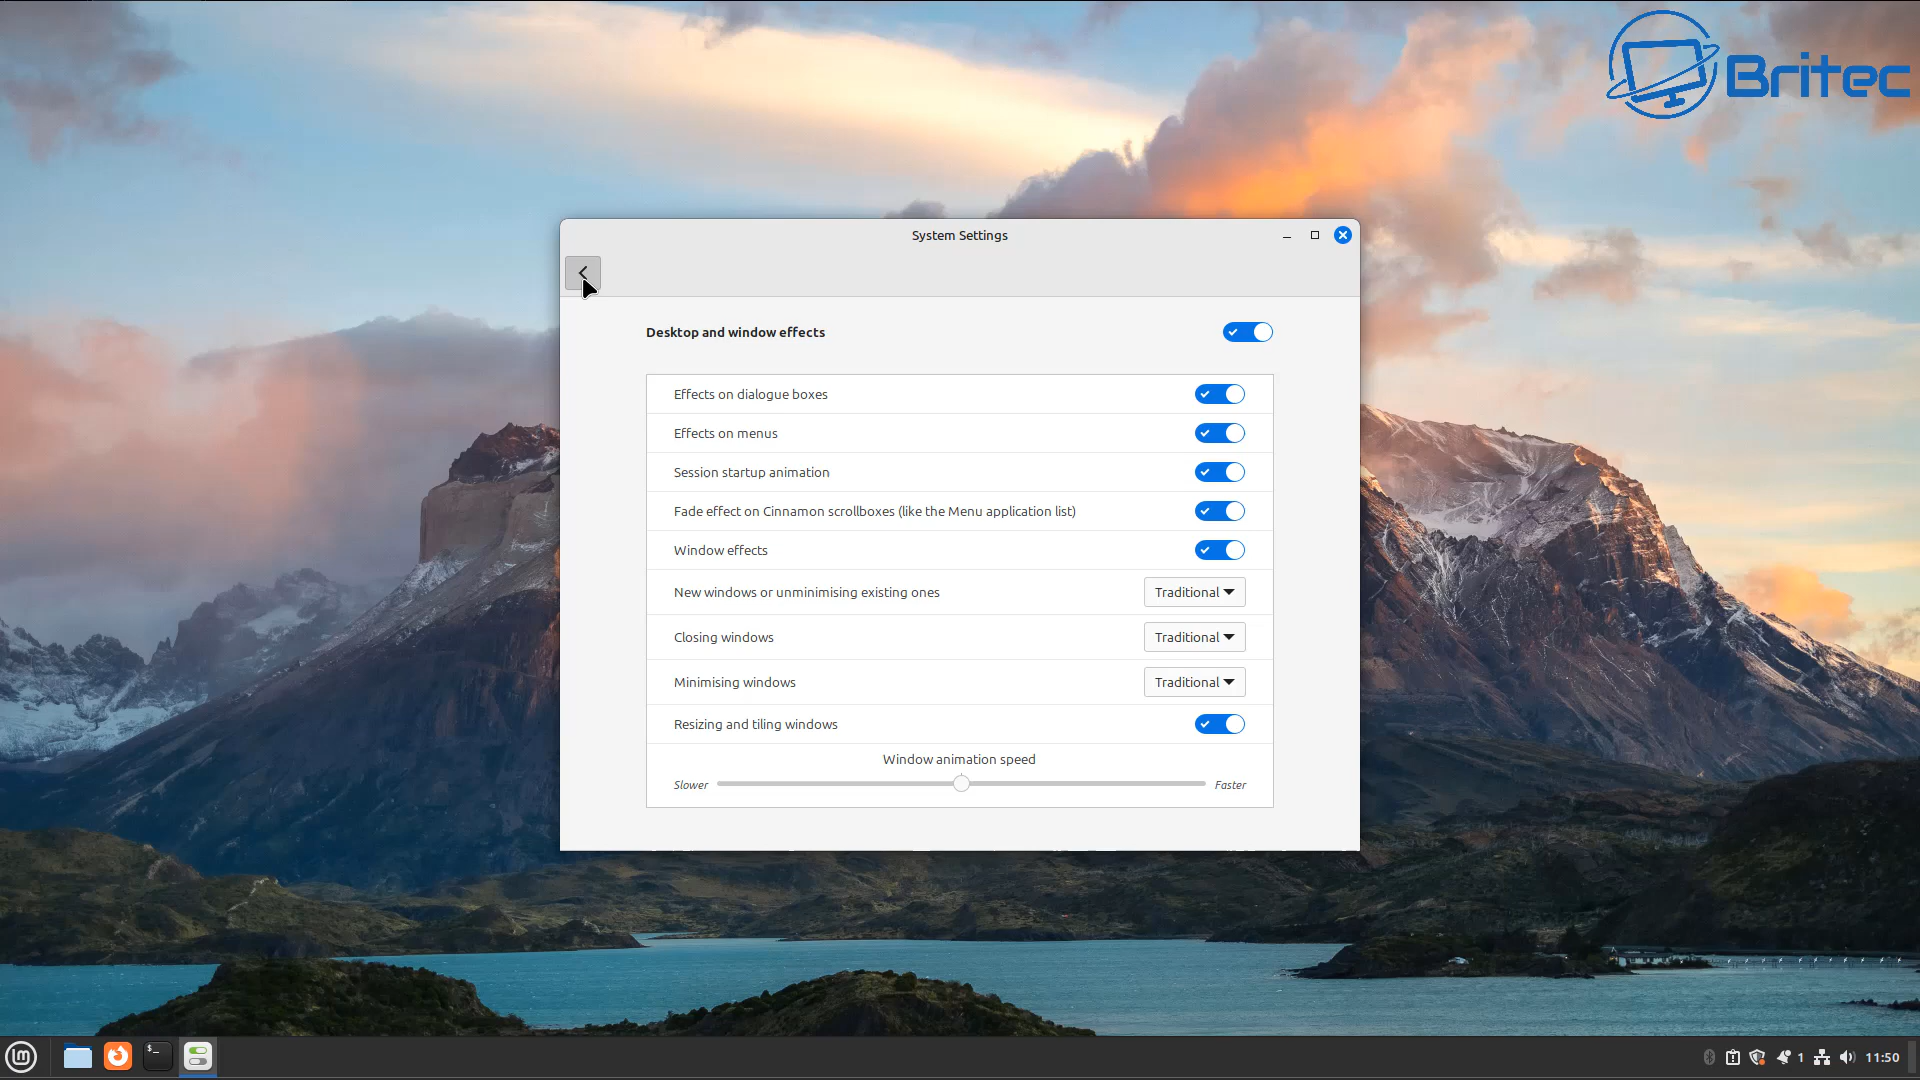 Britec
System Settings
Desktop and window effects
Effects on dialogue boxes
Effects on menus
Session startup animation
Fade effect on Cinnamon scrollboxes (like the Menu application list)
Window effects
New windows or unminimising existing ones Traditional
Closing windows Traditional
Minimising windows Traditional
Resizing and tiling windows
Window animation speed
Slower Faster
$_ 1 11:50